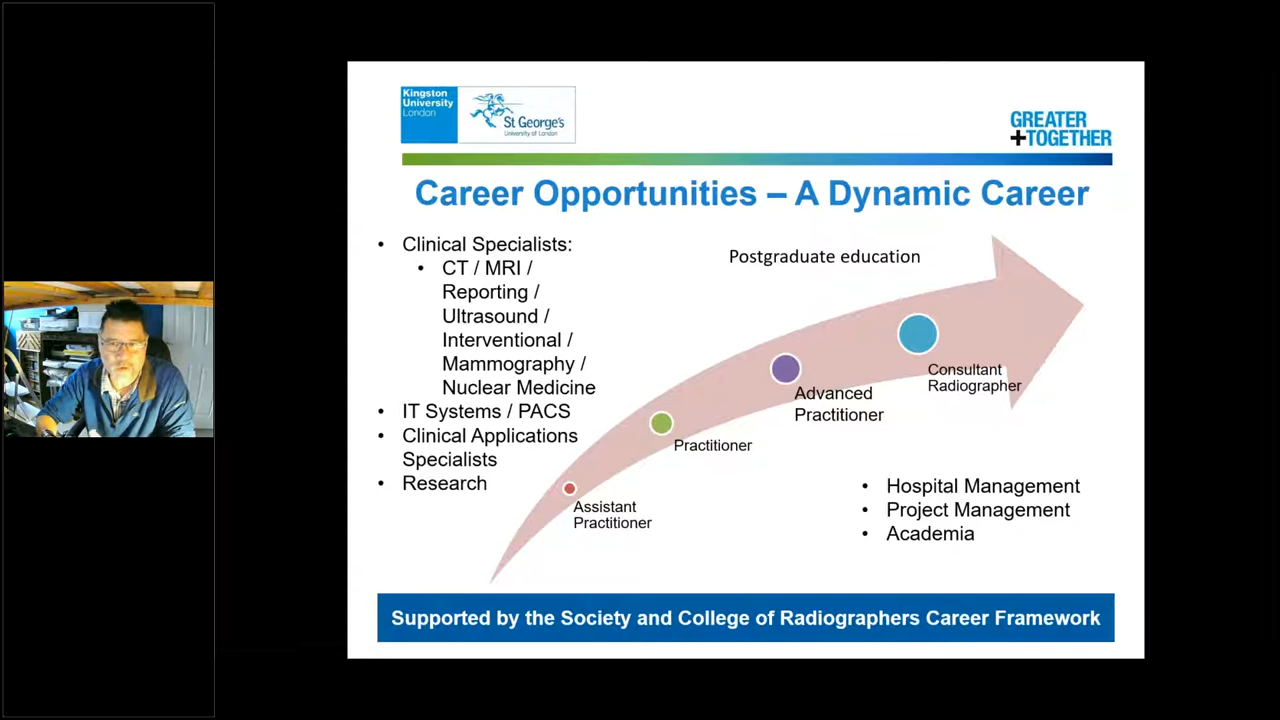 Kingston
University
London
St George's
University of London
GREATER
+TOGETHER
Career Opportunities – A Dynamic Career
• Clinical Specialists:
• CT / MRI /
Reporting /
Ultrasound /
Interventional /
Mammography /
Nuclear Medicine
• IT Systems / PACS
• Clinical Applications
Specialists
• Research
Postgraduate education
Consultant
Radiographer
Advanced
Practitioner
Practitioner
Assistant
Practitioner
• Hospital Management
• Project Management
• Academia
Supported by the Society and College of Radiographers Career Framework